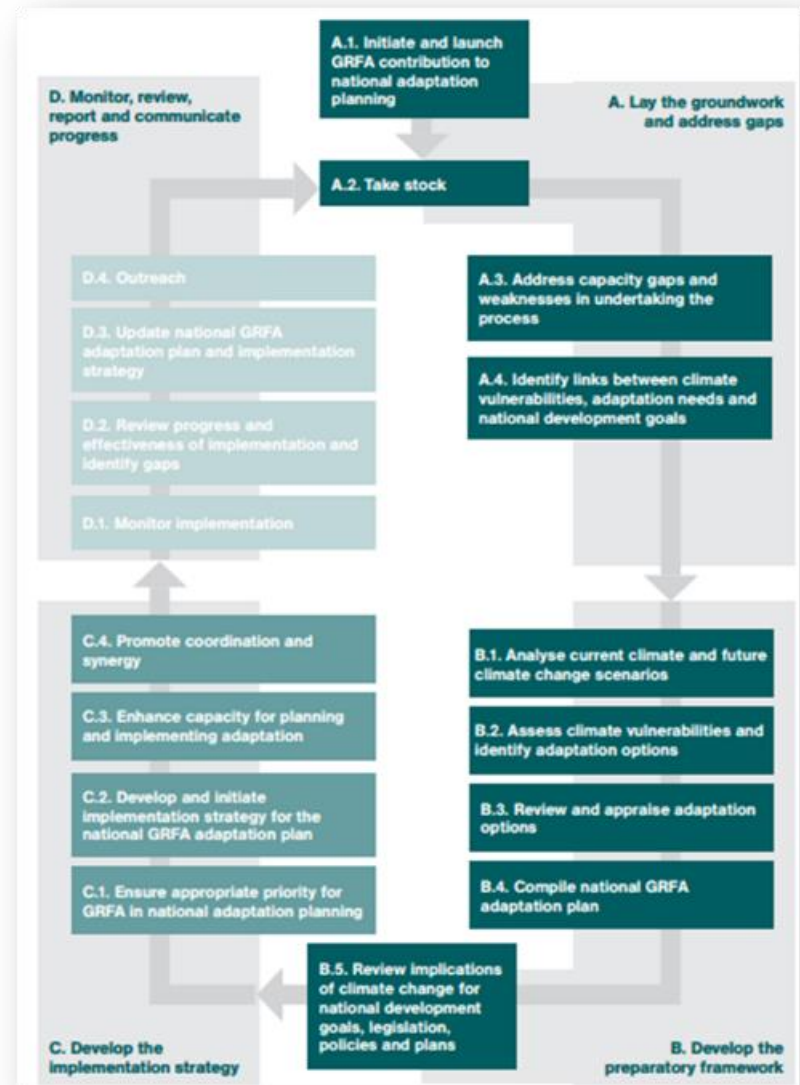 A.1. Initiate and launch
GRFA contribution to
national adaptation
planning
D. Monitor, review,
report and communicate
progress
A. Lay the groundwork
and address gaps
A.2. Take stock
D.4. Outreach
D.3. Update national GRFA
adaptation plan and implementation
strategy
D.2. Review progress and
effectiveness of implementation and
identify gaps
D.1. Monitor implementation
A.3. Address capacity gaps and
weaknesses in undertaking the
process
A.4. Identify links between climate
vulnerabilities, adaptation needs and
national development goals
C.4. Promote coordination and
synergy
C.3. Enhance capacity for planning
and implementing adaptation
C.2. Develop and initiate
implementation strategy for the
national GRFA adaptation plan
C.1. Ensure appropriate priority for
GRFA in national adaptation planning
B.1. Analyse current climate and future
climate change scenarios
B.2. Assess climate vulnerabilities and
identify adaptation options
B.3. Review and appraise adaptation
options
B.4. Compile national GRFA
adaptation plan
B.5. Review implications
of climate change for
national development
goals, legislation,
policies and plans
C. Develop the
implementation strategy
B. Develop the
preparatory framework